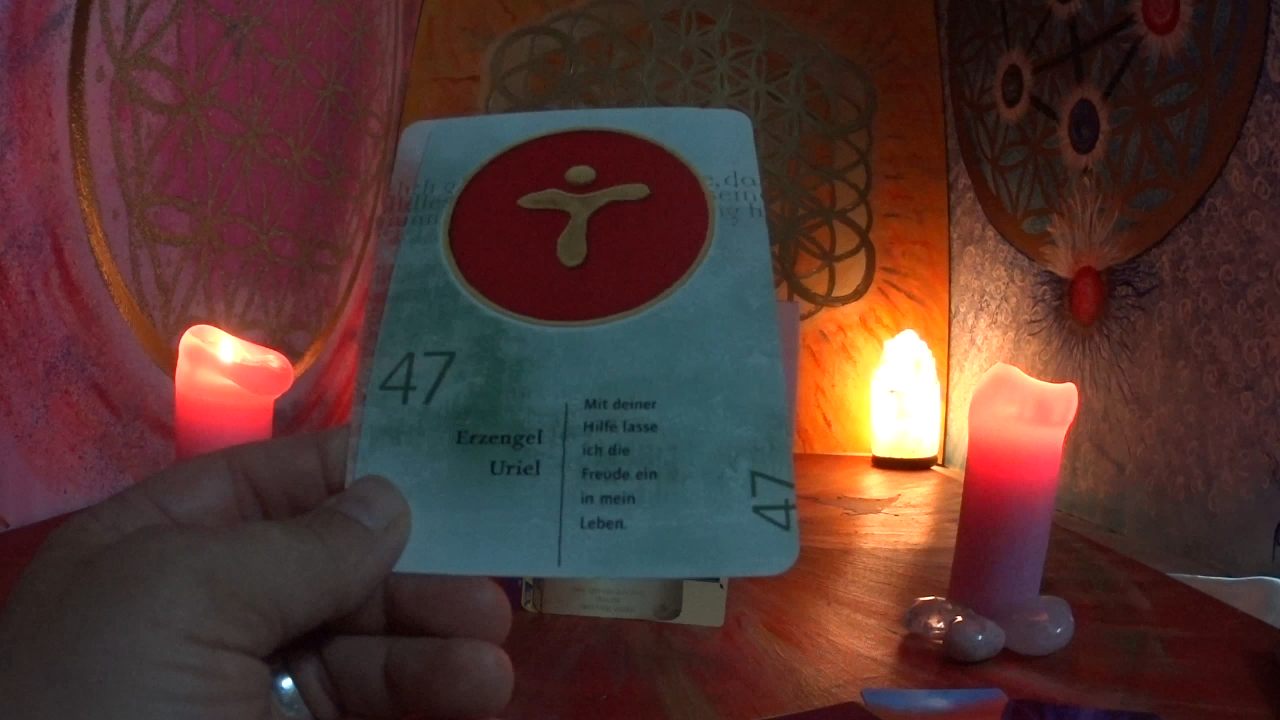 47
Erzengel
Uriel
Mit deiner
Hilfe lasse
ich die
Freude ein
in mein
Leben.
47